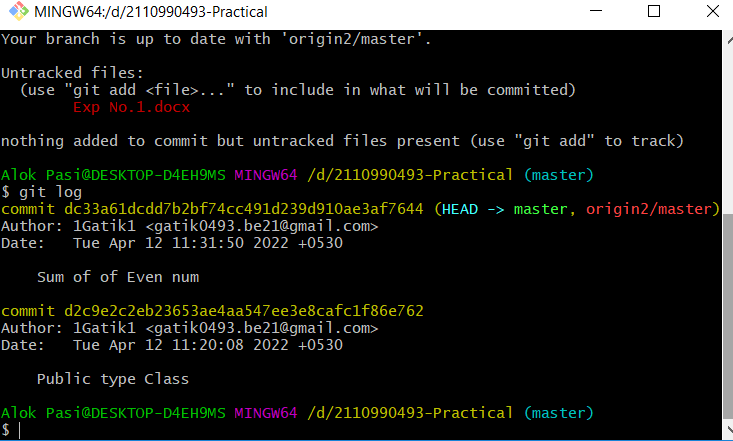 MINGW64:/d/2110990493-Practical
Your branch is up to date with 'origin2/master'.
Untracked files:
  (use "git add <file>..." to include in what will be committed)
        Exp No.1.docx
nothing added to commit but untracked files present (use "git add" to track)
Alok Pasi@DESKTOP-D4EH9MS MINGW64 /d/2110990493-Practical (master)
$ git log
commit dc33a61dcdd7b2bf74cc491d239d910ae3af7644 (HEAD -> master, origin2/master)
Author: 1Gatik1 <gatik0493.be21@gmail.com>
Date:   Tue Apr 12 11:31:50 2022 +0530
    Sum of of Even num
commit d2c9e2c2eb23653ae4aa547ee3e8cafc1f86e762
Author: 1Gatik1 <gatik0493.be21@gmail.com>
Date:   Tue Apr 12 11:20:08 2022 +0530
    Public type Class
Alok Pasi@DESKTOP-D4EH9MS MINGW64 /d/2110990493-Practical (master)
$